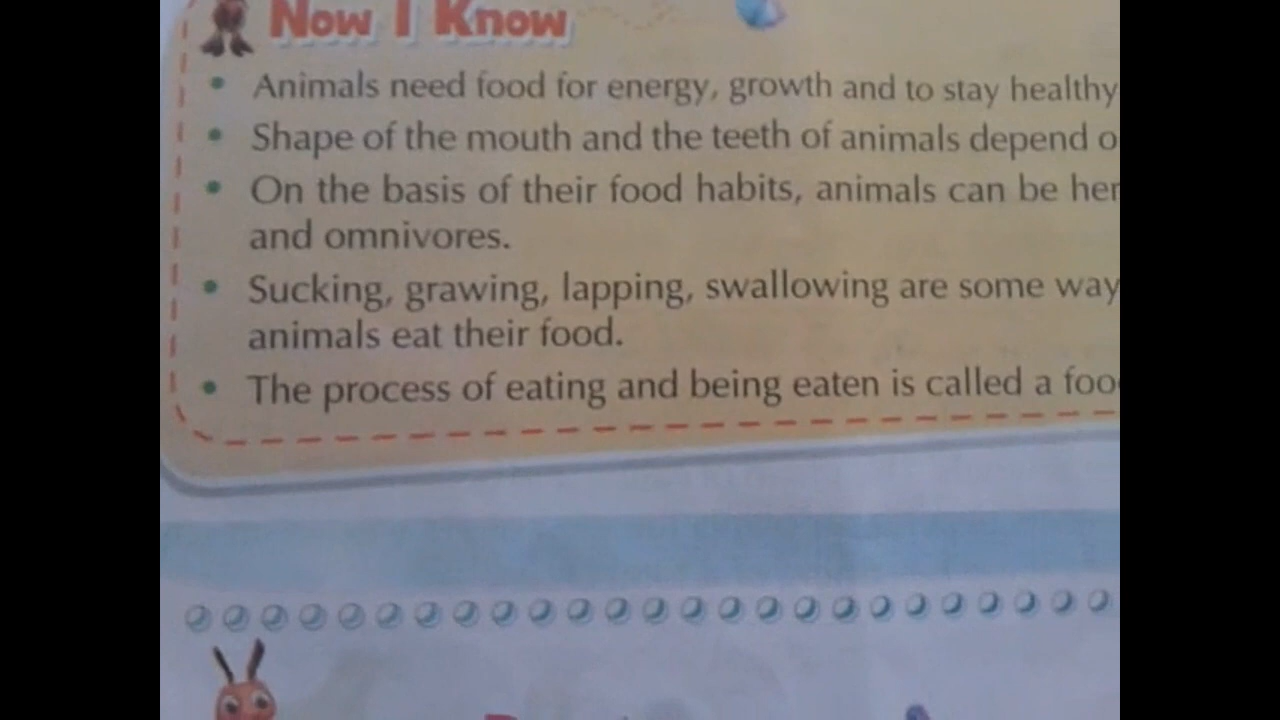 Now I Know
• Animals need food for energy, growth and to stay healthy
• Shape of the mouth and the teeth of animals depend o
• On the basis of their food habits, animals can be her
and omnivores.
• Sucking, grawing, lapping, swallowing are some way
animals eat their food.
• The process of eating and being eaten is called a foo